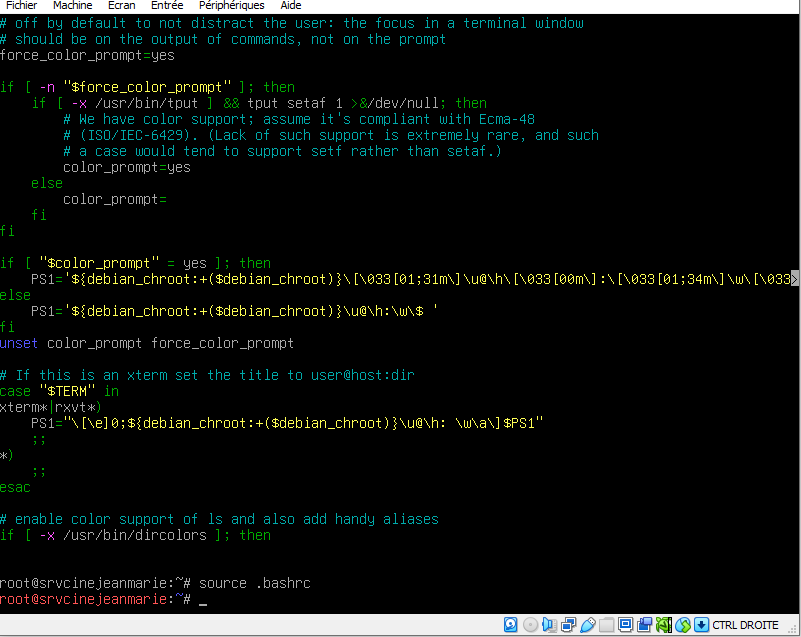 Fichier Machine Ecran Entrée Périphériques Aide
# off by default to not distract the user: the focus in a terminal window
# should be on the output of commands, not on the prompt
force_color_prompt=yes
if [ -n "$force_color_prompt" ]; then
    if [ -x /usr/bin/tput ] && tput setaf 1 >&/dev/null; then
        # We have color support; assume it's compliant with Ecma-48
        # (ISO/IEC-6429). (Lack of such support is extremely rare, and such
        # a case would tend to support setf rather than setaf.)
        color_prompt=yes
    else
        color_prompt=
    fi
fi
if [ "$color_prompt" = yes ]; then
    PS1='${debian_chroot:+($debian_chroot)}\[\033[01;31m\]\u@\h\[\033[00m\]:\[\033[01;34m\]\w\[\033>
else
    PS1='${debian_chroot:+($debian_chroot)}\u@\h:\w\$ '
fi
unset color_prompt force_color_prompt
# If this is an xterm set the title to user@host:dir
case "$TERM" in
xterm*|rxvt*)
    PS1="\[\e]0;${debian_chroot:+($debian_chroot)}\u@\h: \w\a\]$PS1"
    ;;
*)
    ;;
esac
# enable color support of ls and also add handy aliases
if [ -x /usr/bin/dircolors ]; then
root@srvcinejeanmarie:~# source .bashrc
root@srvcinejeanmarie:~# _
CTRL DROITE